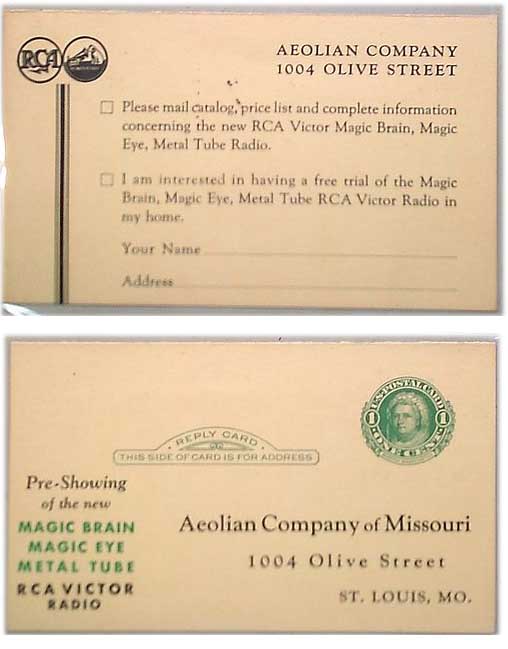 RCA
AEOLIAN COMPANY
1004 OLIVE STREET
Please mail catalog, price list and complete information
concerning the new RCA Victor Magic Brain, Magic
Eye, Metal Tube Radio.
I am interested in having a free trial of the Magic
Brain, Magic Eye, Metal Tube RCA Victor Radio in
my home.
Your Name
Address
U.S. POSTAL CARD
1 1
ONE CENT
REPLY CARD
THIS SIDE OF CARD IS FOR ADDRESS
Pre-Showing
of the new
MAGIC BRAIN
MAGIC EYE
METAL TUBE
RCA VICTOR
RADIO
Aeolian Company of Missouri
1004 Olive Street
ST. LOUIS, MO.